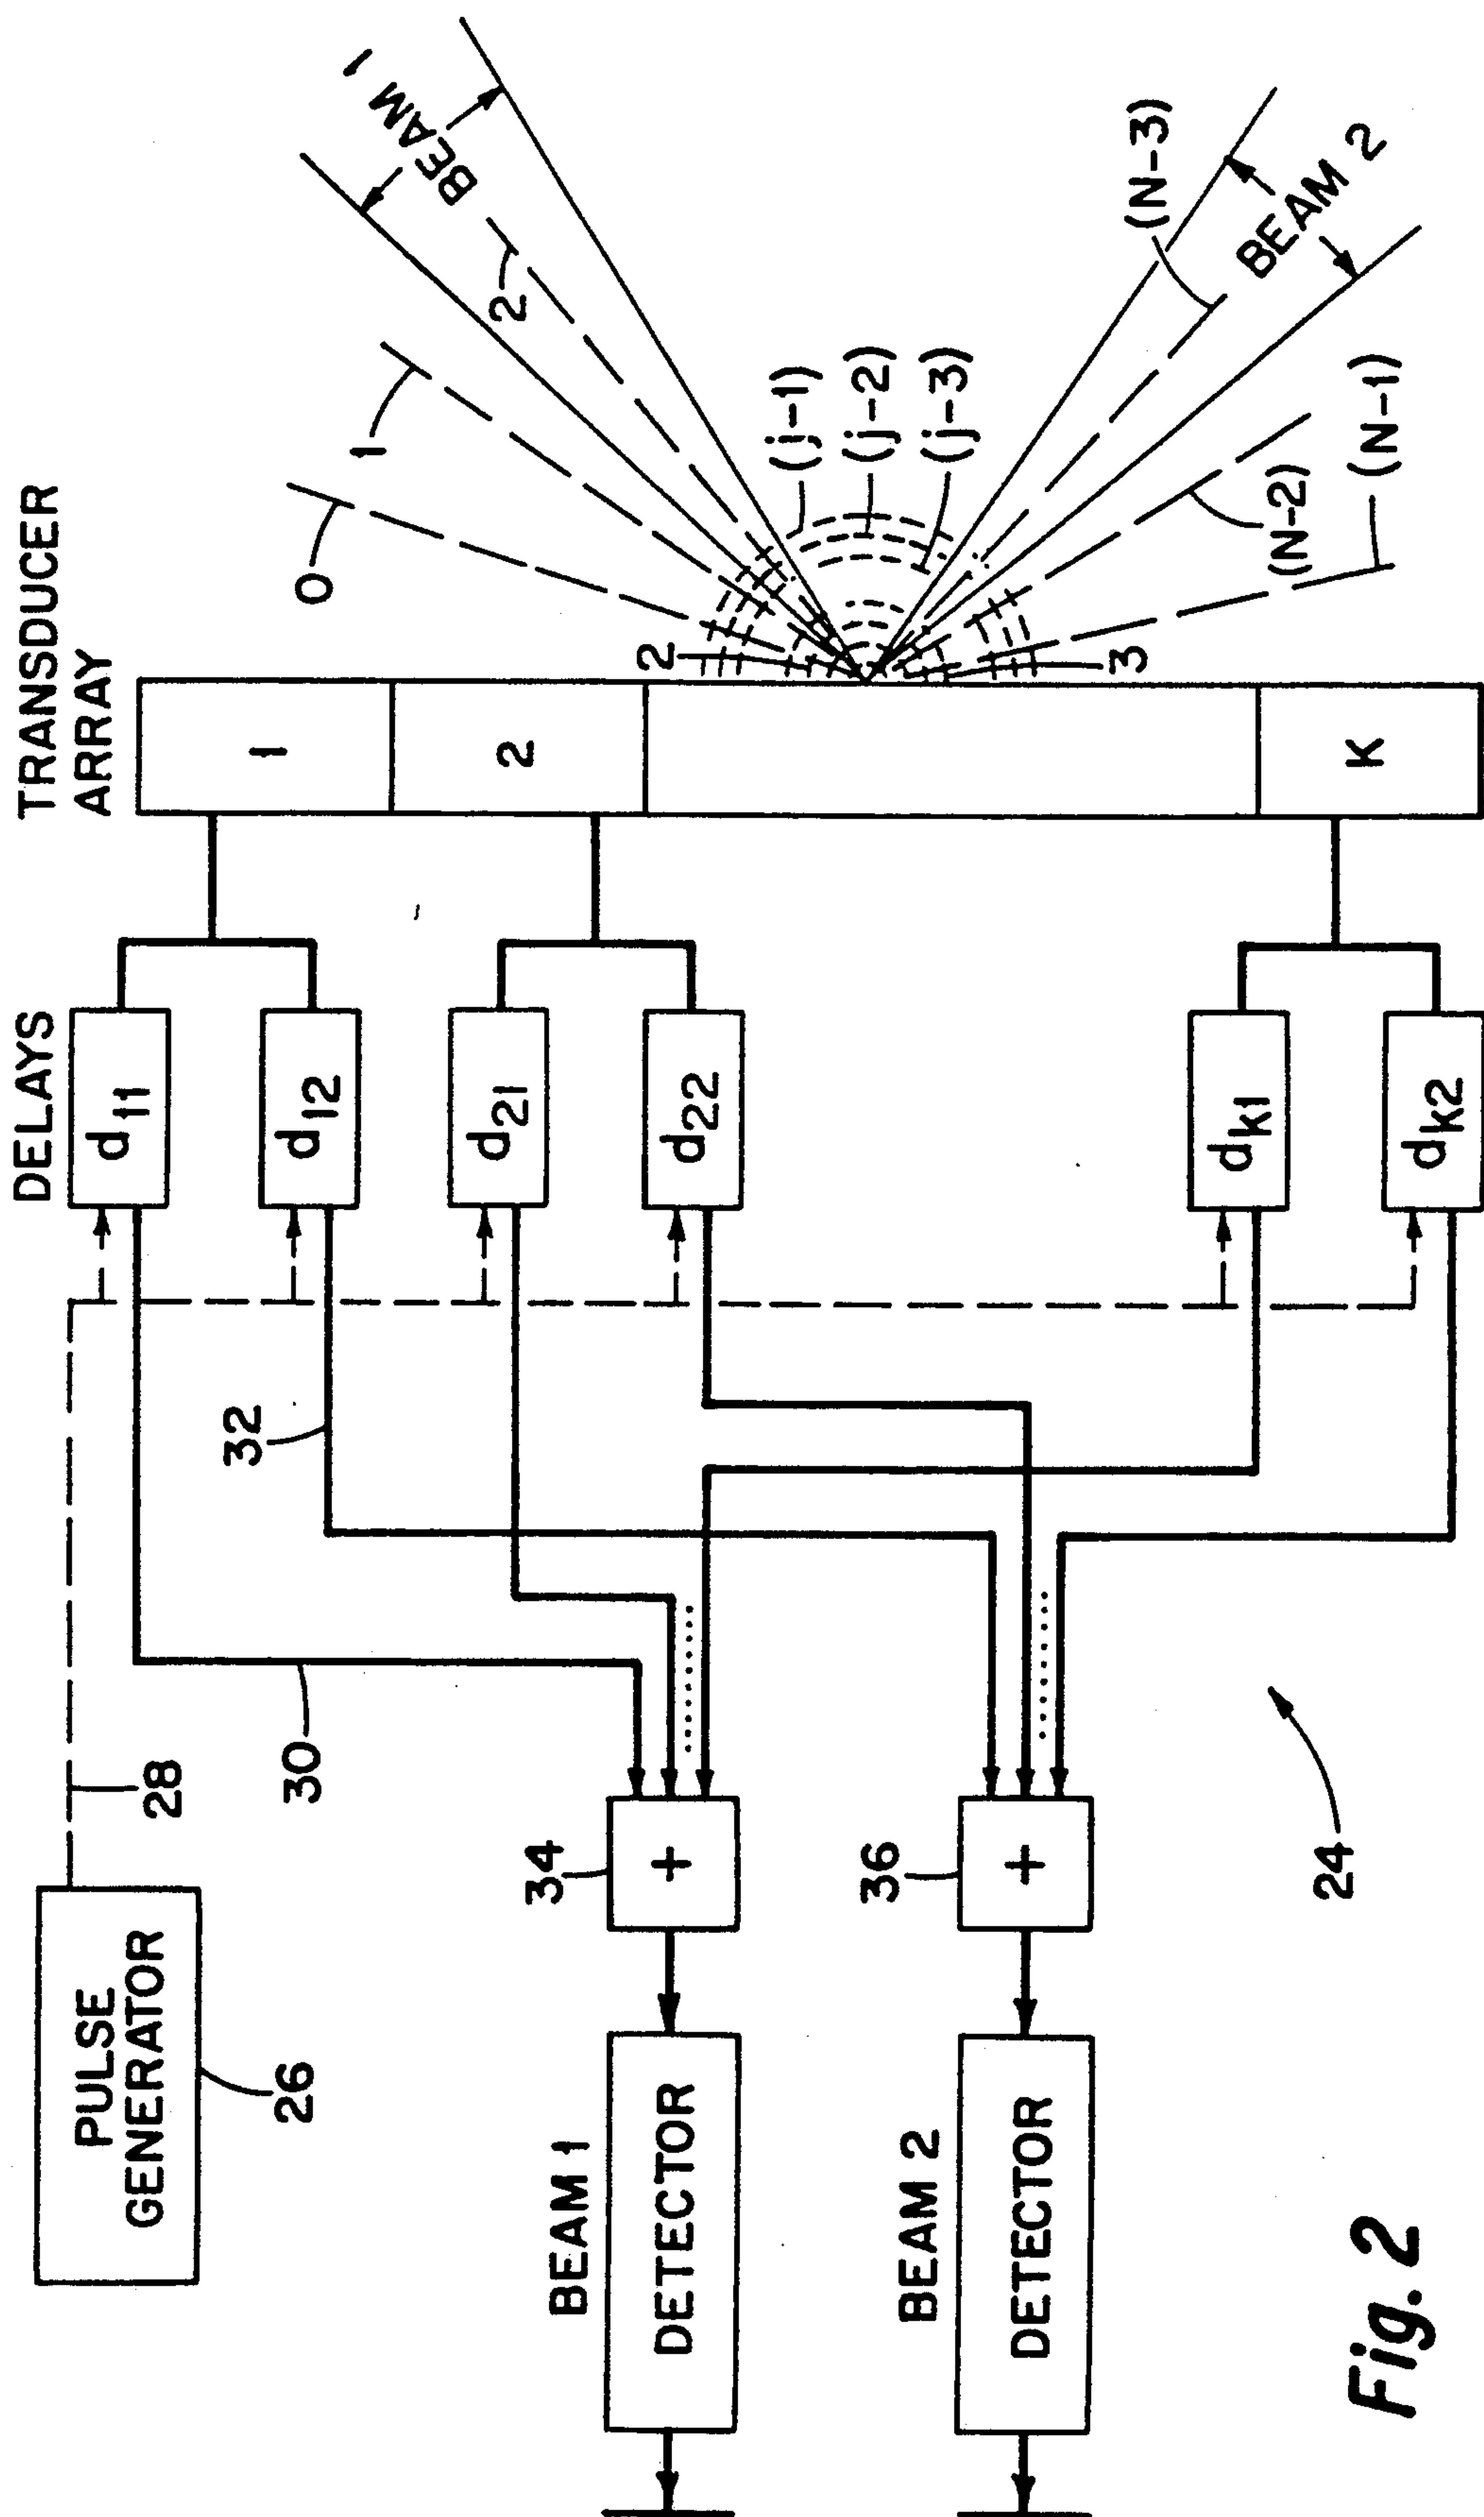 TRANSDUCER
ARRAY
DELAYS
PULSE
GENERATOR
26
28
30
32
d11
d12
d21
d22
dK1
dK2
1
2
K
0
1
2
BEAM 1
2
(j-1)
(j-2)
(j-3)
3
(N-3)
BEAM 2
(N-2)
(N-1)
34
+
36
+
BEAM 1
DETECTOR
BEAM 2
DETECTOR
24
Fig. 2